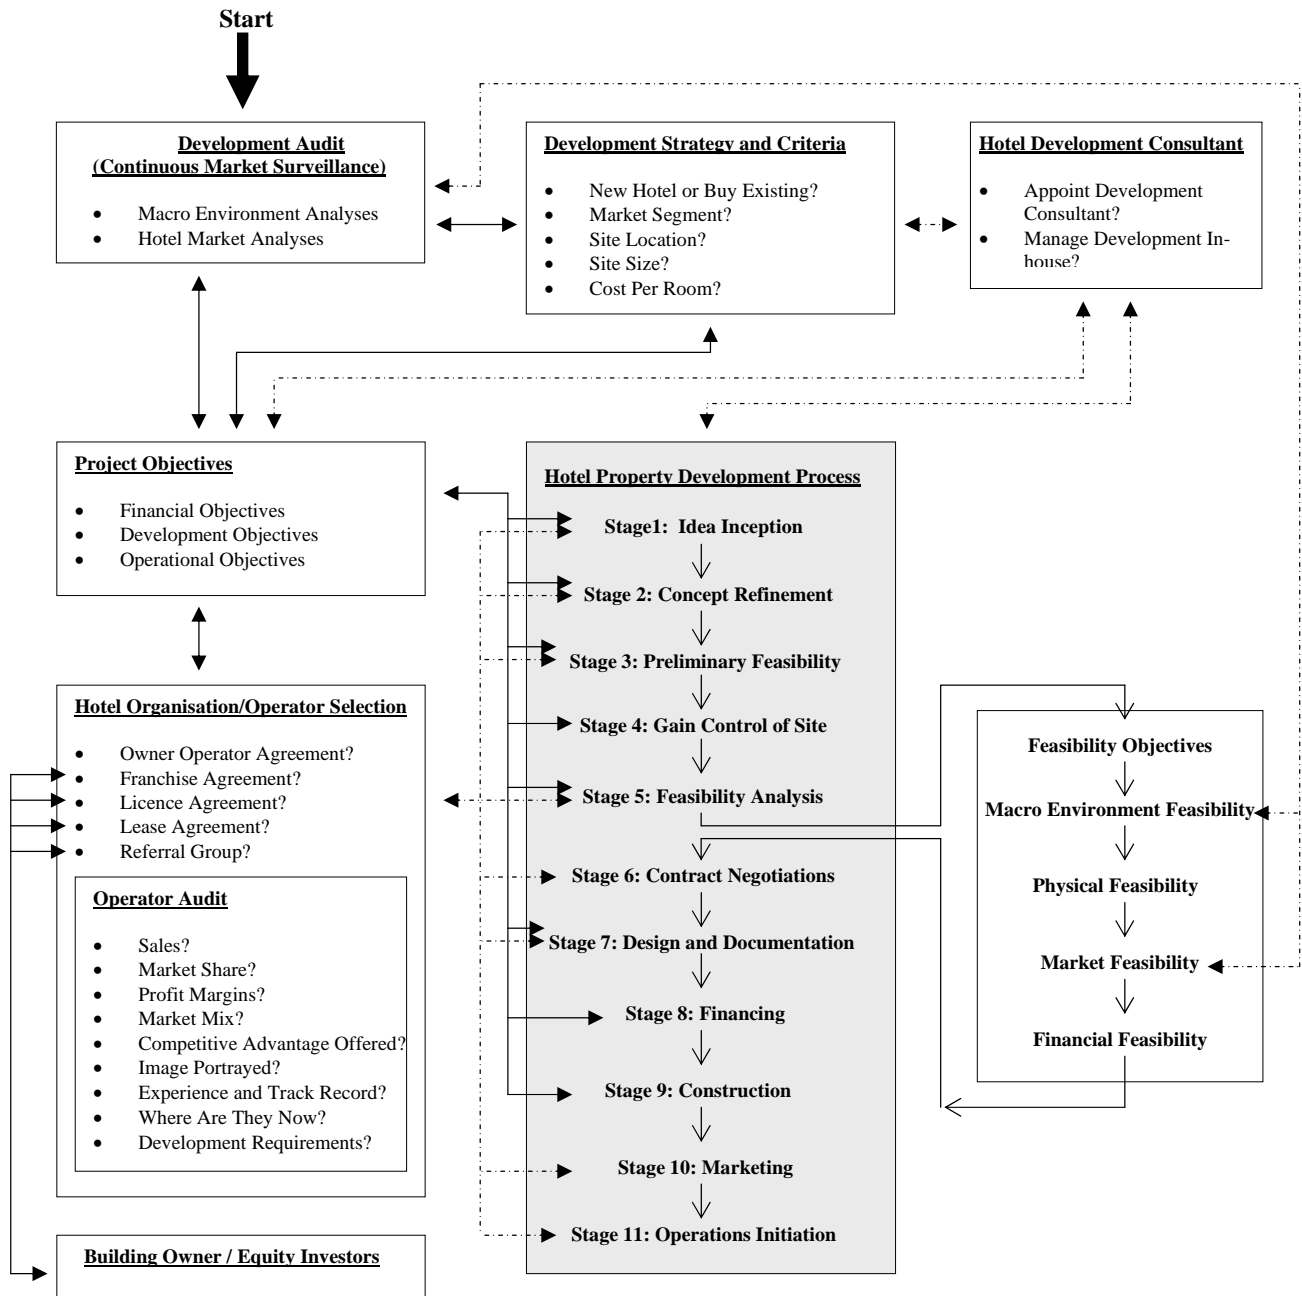 Start
Development Audit
(Continuous Market Surveillance)
• Macro Environment Analyses
• Hotel Market Analyses
Development Strategy and Criteria
• New Hotel or Buy Existing?
• Market Segment?
• Site Location?
• Site Size?
• Cost Per Room?
Hotel Development Consultant
• Appoint Development
Consultant?
• Manage Development In-
house?
Project Objectives
• Financial Objectives
• Development Objectives
• Operational Objectives
Hotel Organisation/Operator Selection
• Owner Operator Agreement?
• Franchise Agreement?
• Licence Agreement?
• Lease Agreement?
• Referral Group?
Operator Audit
• Sales?
• Market Share?
• Profit Margins?
• Market Mix?
• Competitive Advantage Offered?
• Image Portrayed?
• Experience and Track Record?
• Where Are They Now?
• Development Requirements?
Building Owner / Equity Investors
Hotel Property Development Process
Stage1: Idea Inception
Stage 2: Concept Refinement
Stage 3: Preliminary Feasibility
Stage 4: Gain Control of Site
Stage 5: Feasibility Analysis
Stage 6: Contract Negotiations
Stage 7: Design and Documentation
Stage 8: Financing
Stage 9: Construction
Stage 10: Marketing
Stage 11: Operations Initiation
Feasibility Objectives
Macro Environment Feasibility
Physical Feasibility
Market Feasibility
Financial Feasibility